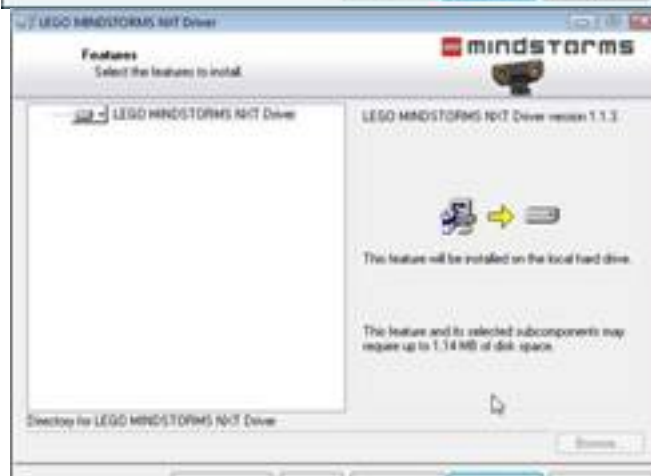 LEGO MINDSTORMS NXT Driver
Features
Select the features to install.
mindstorms
LEGO MINDSTORMS NXT Driver
LEGO MINDSTORMS NXT Driver version 1.1.3
This feature will be installed on the local hard drive.
This feature and its selected subcomponents may
require up to 1.14 MB of disk space.
Directory for LEGO MINDSTORMS NXT Driver
Browse...